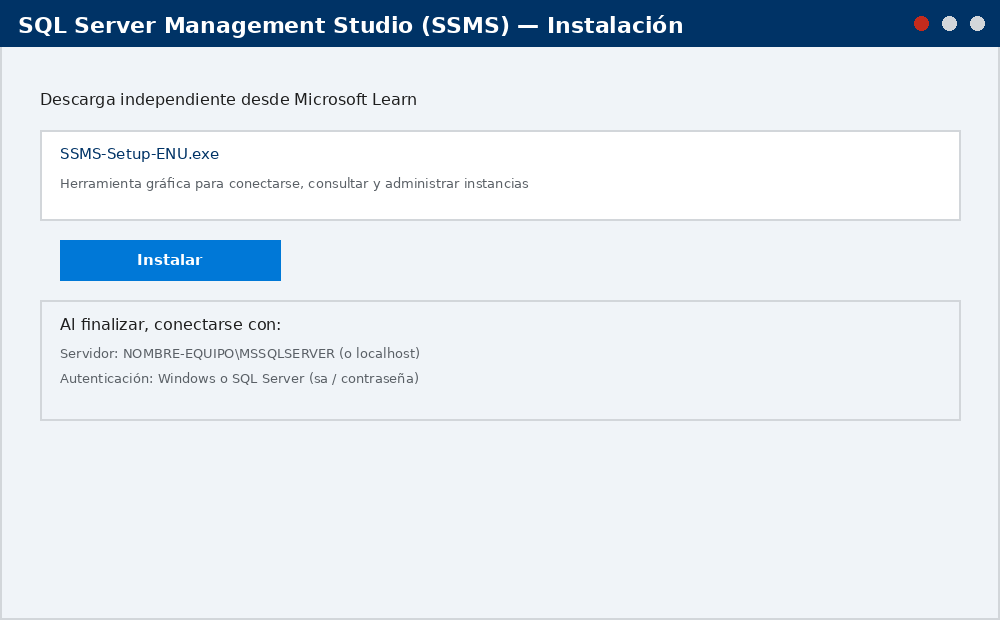 SQL Server Management Studio (SSMS) — Instalación
Descarga independiente desde Microsoft Learn
SSMS-Setup-ENU.exe
Herramienta gráfica para conectarse, consultar y administrar instancias
Instalar
Al finalizar, conectarse con:
Servidor: NOMBRE-EQUIPO\MSSQLSERVER (o localhost)
Autenticación: Windows o SQL Server (sa / contraseña)